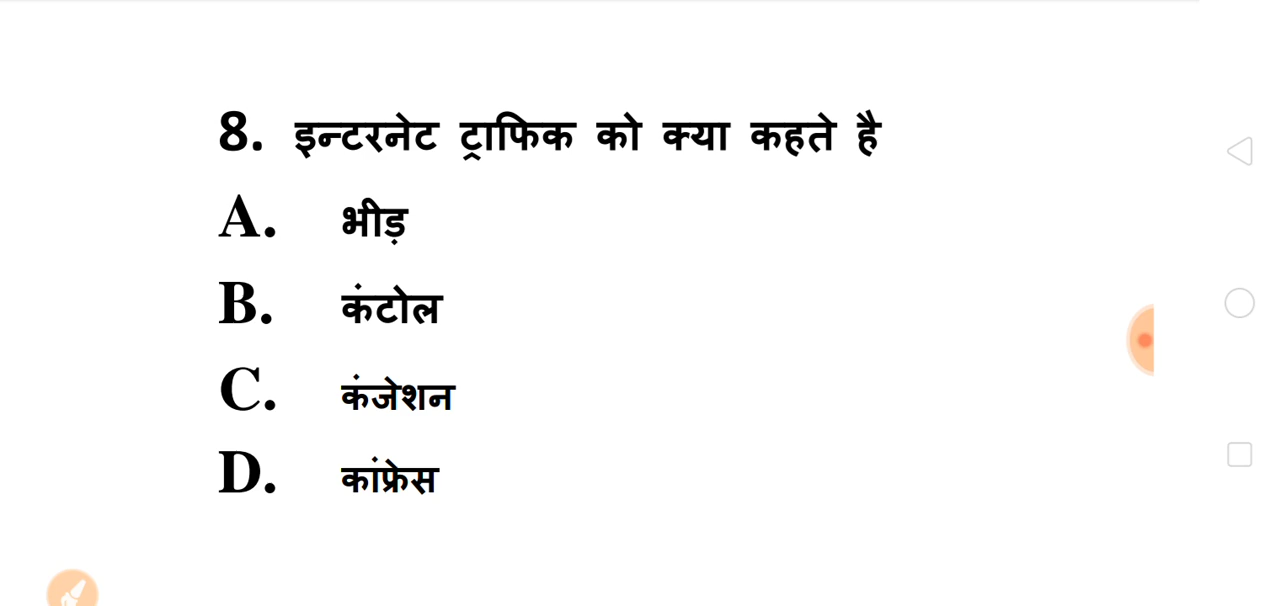 8. इन्टरनेट ट्राफिक को क्या कहते है
A. भीड़
B. कंटोल
C. कंजेशन
D. कांफ्रेस